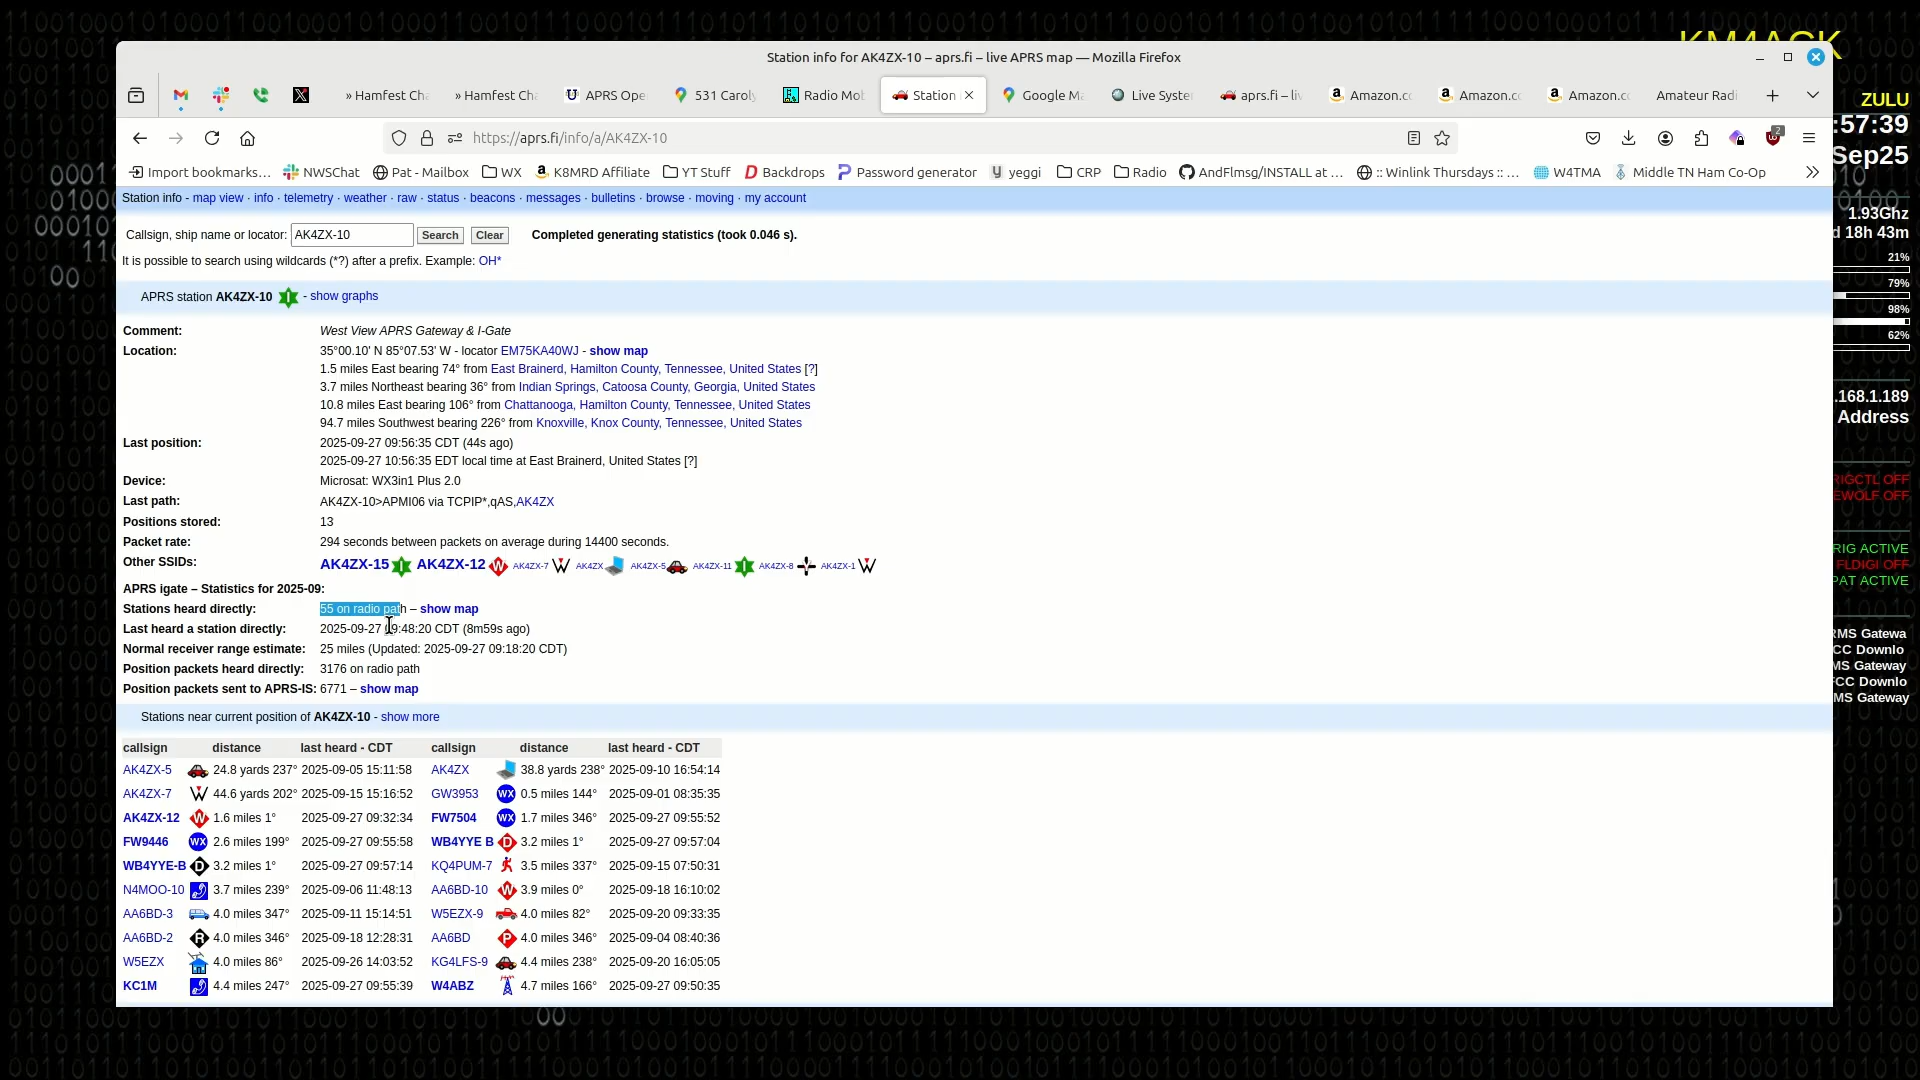 KM4ACK
Station info for AK4ZX-10 – aprs.fi – live APRS map — Mozilla Firefox
» Hamfest Cha
» Hamfest Cha
APRS Ope
531 Caroly
Radio Mob
Station
Google Ma
Live Syste
aprs.fi – liv
Amazon.co
Amazon.co
Amazon.co
Amateur Radi
ZULU
:57:39
Sep25
https://aprs.fi/info/a/AK4ZX-10
2
Import bookmarks... NWSChat Pat - Mailbox WX K8MRD Affiliate YT Stuff Backdrops Password generator yeggi CRP Radio AndFlmsg/INSTALL at ... :: Winlink Thursdays :: ... W4TMA Middle TN Ham Co-Op
Station info - map view · info · telemetry · weather · raw · status · beacons · messages · bulletins · browse · moving · my account
Callsign, ship name or locator: AK4ZX-10 Search Clear Completed generating statistics (took 0.046 s).
It is possible to search using wildcards (*?) after a prefix. Example: OH*
APRS station AK4ZX-10 - show graphs
Comment: West View APRS Gateway & I-Gate
Location: 35°00.10' N 85°07.53' W - locator EM75KA40WJ - show map
1.5 miles East bearing 74° from East Brainerd, Hamilton County, Tennessee, United States [?]
3.7 miles Northeast bearing 36° from Indian Springs, Catoosa County, Georgia, United States
10.8 miles East bearing 106° from Chattanooga, Hamilton County, Tennessee, United States
94.7 miles Southwest bearing 226° from Knoxville, Knox County, Tennessee, United States
Last position: 2025-09-27 09:56:35 CDT (44s ago)
2025-09-27 10:56:35 EDT local time at East Brainerd, United States [?]
Device: Microsat: WX3in1 Plus 2.0
Last path: AK4ZX-10>APMI06 via TCPIP*,qAS,AK4ZX
Positions stored: 13
Packet rate: 294 seconds between packets on average during 14400 seconds.
Other SSIDs: AK4ZX-15 AK4ZX-12 AK4ZX-7 AK4ZX AK4ZX-5 AK4ZX-11 AK4ZX-8 AK4ZX-1
APRS igate – Statistics for 2025-09:
Stations heard directly: 55 on radio path – show map
Last heard a station directly: 2025-09-27 09:48:20 CDT (8m59s ago)
Normal receiver range estimate: 25 miles (Updated: 2025-09-27 09:18:20 CDT)
Position packets heard directly: 3176 on radio path
Position packets sent to APRS-IS: 6771 – show map
Stations near current position of AK4ZX-10 - show more
callsign distance last heard - CDT callsign distance last heard - CDT
AK4ZX-5 24.8 yards 237° 2025-09-05 15:11:58 AK4ZX 38.8 yards 238° 2025-09-10 16:54:14
AK4ZX-7 44.6 yards 202° 2025-09-15 15:16:52 GW3953 WX 0.5 miles 144° 2025-09-01 08:35:35
AK4ZX-12 W 1.6 miles 1° 2025-09-27 09:32:34 FW7504 WX 1.7 miles 346° 2025-09-27 09:55:52
FW9446 WX 2.6 miles 199° 2025-09-27 09:55:58 WB4YYE B D 3.2 miles 1° 2025-09-27 09:57:04
WB4YYE-B D 3.2 miles 1° 2025-09-27 09:57:14 KQ4PUM-7 3.5 miles 337° 2025-09-15 07:50:31
N4MOO-10 3.7 miles 239° 2025-09-06 11:48:13 AA6BD-10 W 3.9 miles 0° 2025-09-18 16:10:02
AA6BD-3 4.0 miles 347° 2025-09-11 15:14:51 W5EZX-9 4.0 miles 82° 2025-09-20 09:33:35
AA6BD-2 R 4.0 miles 346° 2025-09-18 12:28:31 AA6BD P 4.0 miles 346° 2025-09-04 08:40:36
W5EZX 4.0 miles 86° 2025-09-26 14:03:52 KG4LFS-9 4.4 miles 238° 2025-09-20 16:05:05
KC1M 4.4 miles 247° 2025-09-27 09:55:39 W4ABZ 4.7 miles 166° 2025-09-27 09:50:35
1.93Ghz
d 18h 43m
21%
79%
98%
62%
.168.1.189
Address
RIGCTL OFF
EWOLF OFF
RIG ACTIVE
FLDIGI OFF
PAT ACTIVE
RMS Gatewa
CC Downlo
MS Gateway
FCC Downlo
MS Gateway